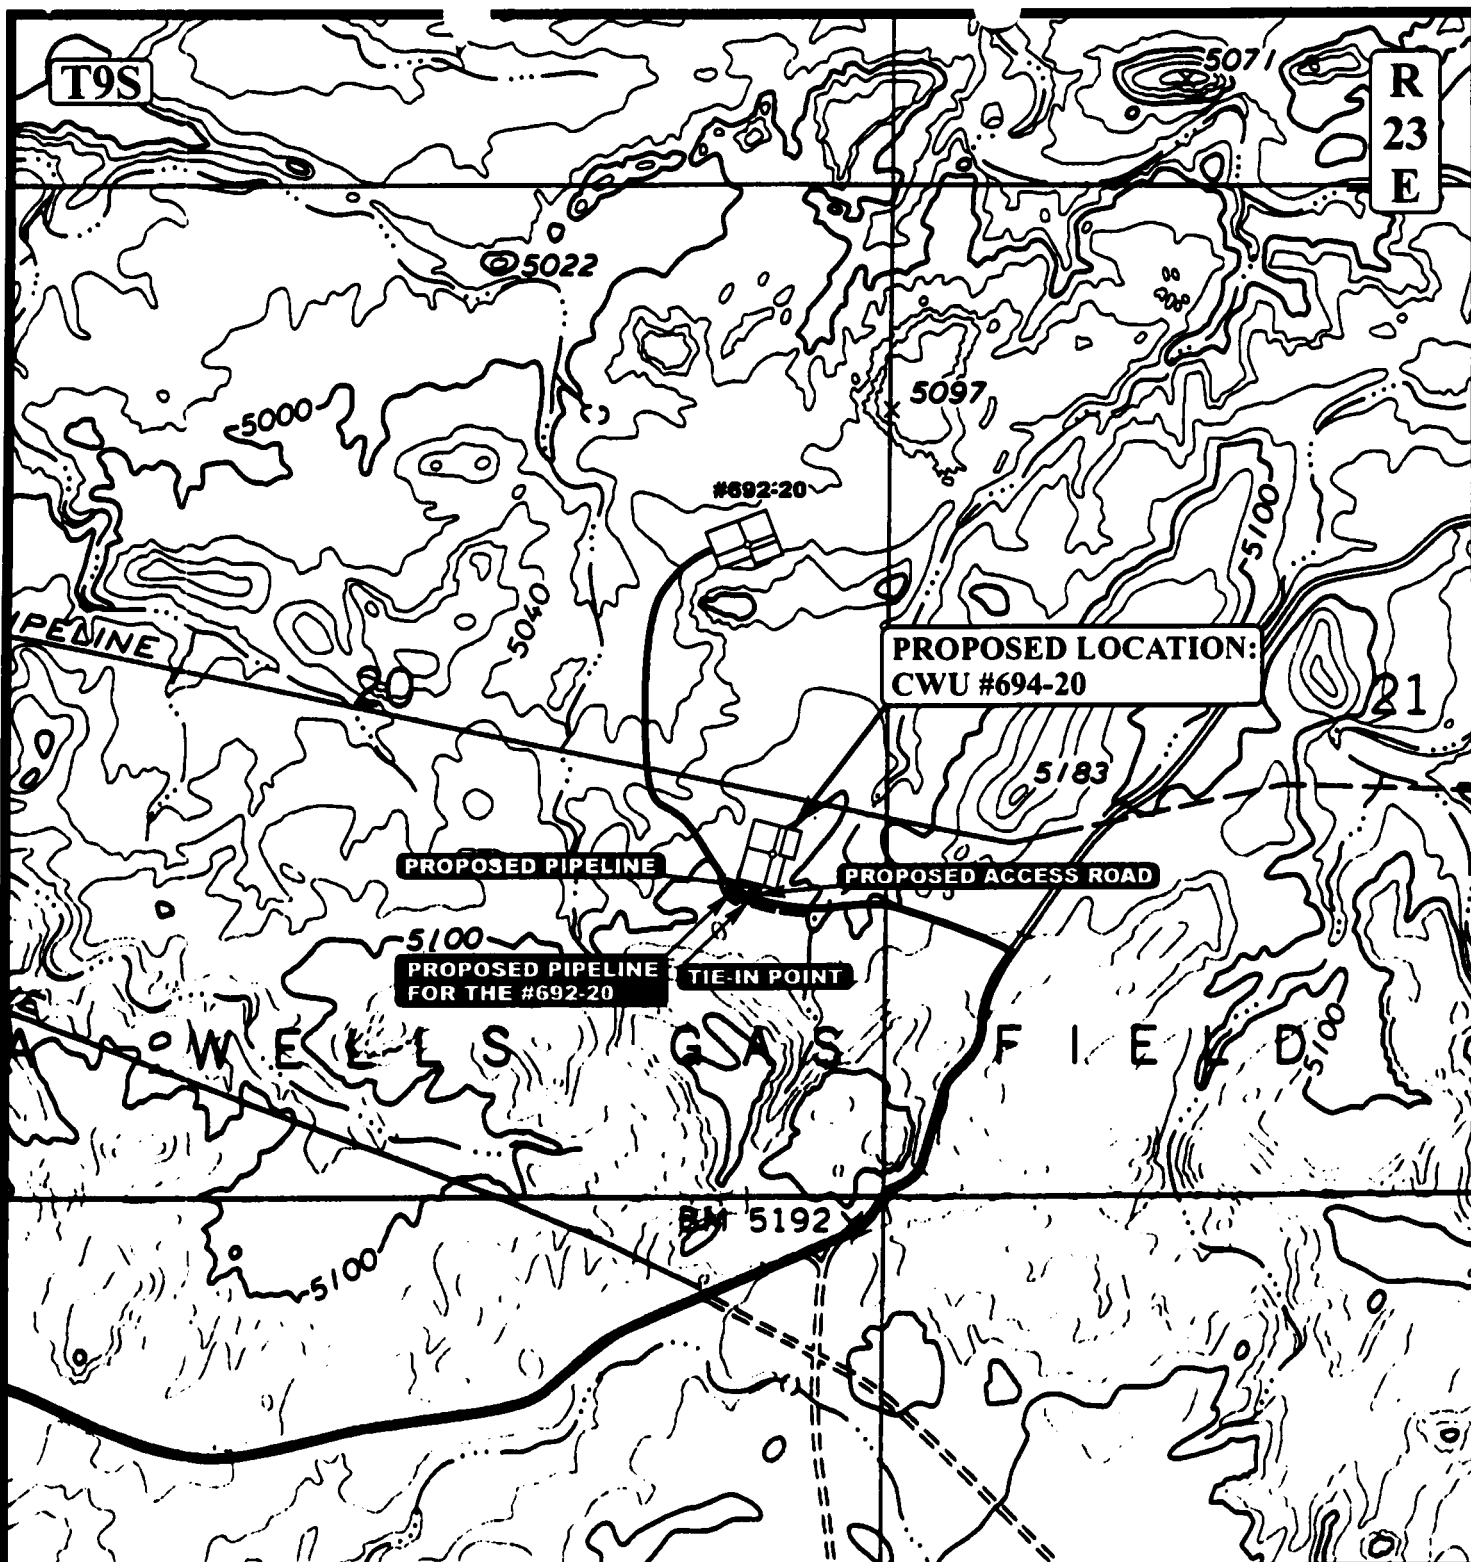 T9S
R
23
E
5071
5022
5097
5000
#692-20
5100
5040
PIPELINE
PROPOSED LOCATION:
CWU #694-20
20
21
5183
PROPOSED PIPELINE
PROPOSED ACCESS ROAD
5100
PROPOSED PIPELINE
FOR THE #692-20
TIE-IN POINT
WELLS GAS FIELD
5100
BM 5192
5100